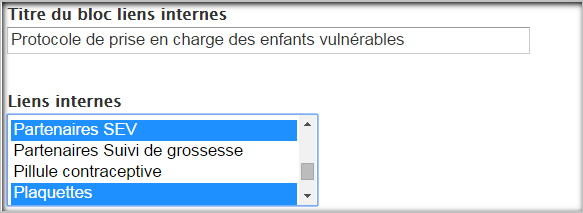 Titre du bloc liens internes
Protocole de prise en charge des enfants vulnérables
Liens internes
Partenaires SEV
Partenaires Suivi de grossesse
Pillule contraceptive
Plaquettes